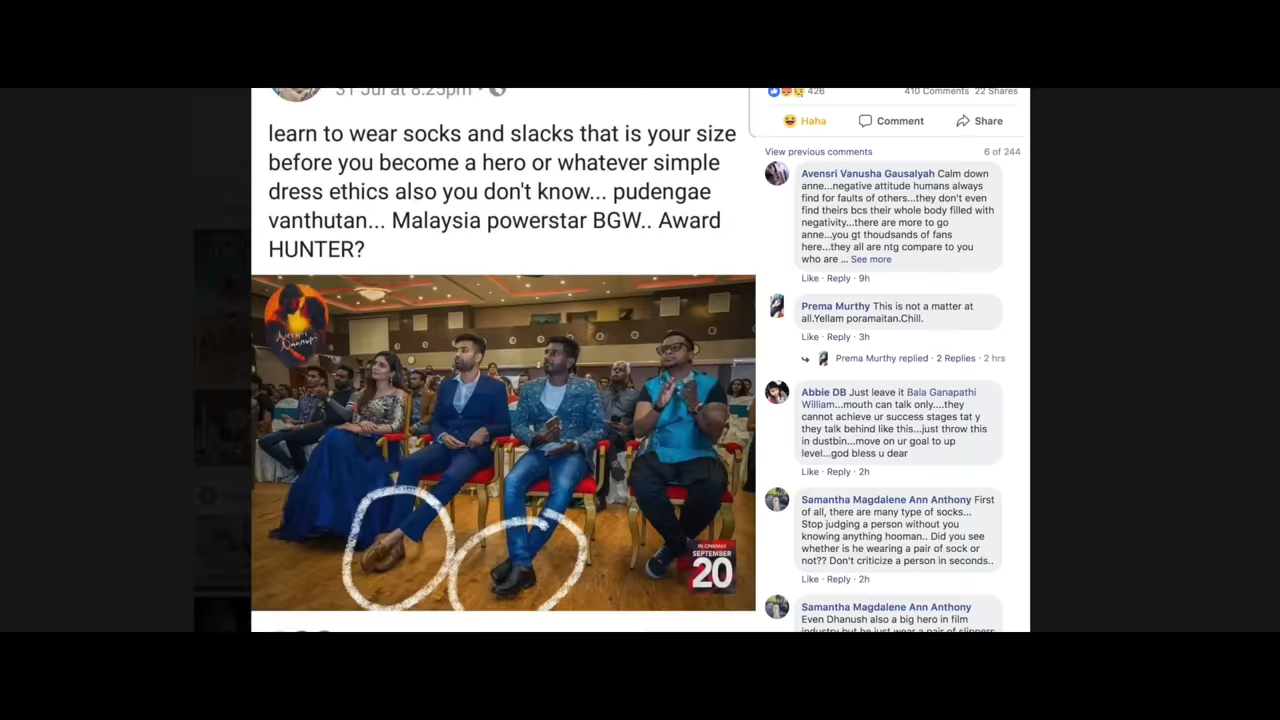 31 Jul at 8:25pm ·
learn to wear socks and slacks that is your size
before you become a hero or whatever simple
dress ethics also you don't know... pudengae
vanthutan... Malaysia powerstar BGW.. Award
HUNTER?
IN CINEMAS
SEPTEMBER
20
426
410 Comments 22 Shares
Haha
Comment
Share
View previous comments
6 of 244
Avensri Vanusha Gausalyah Calm down
anne...negative attitude humans always
find for faults of others...they don't even
find theirs bcs their whole body filled with
negativity...there are more to go
anne...you gt thoudsands of fans
here...they all are ntg compare to you
who are ... See more
Like · Reply · 9h
Prema Murthy This is not a matter at
all.Yellam poramaitan.Chill.
Like · Reply · 3h
Prema Murthy replied · 2 Replies · 2 hrs
Abbie DB Just leave it Bala Ganapathi
William...mouth can talk only....they
cannot achieve ur success stages tat y
they talk behind like this...just throw this
in dustbin...move on ur goal to up
level...god bless u dear
Like · Reply · 2h
Samantha Magdalene Ann Anthony First
of all, there are many type of socks...
Stop judging a person without you
knowing anything hooman.. Did you see
whether is he wearing a pair of sock or
not?? Don't criticize a person in seconds..
Like · Reply · 2h
Samantha Magdalene Ann Anthony
Even Dhanush also a big hero in film
industry but he just wear a pair of slippers